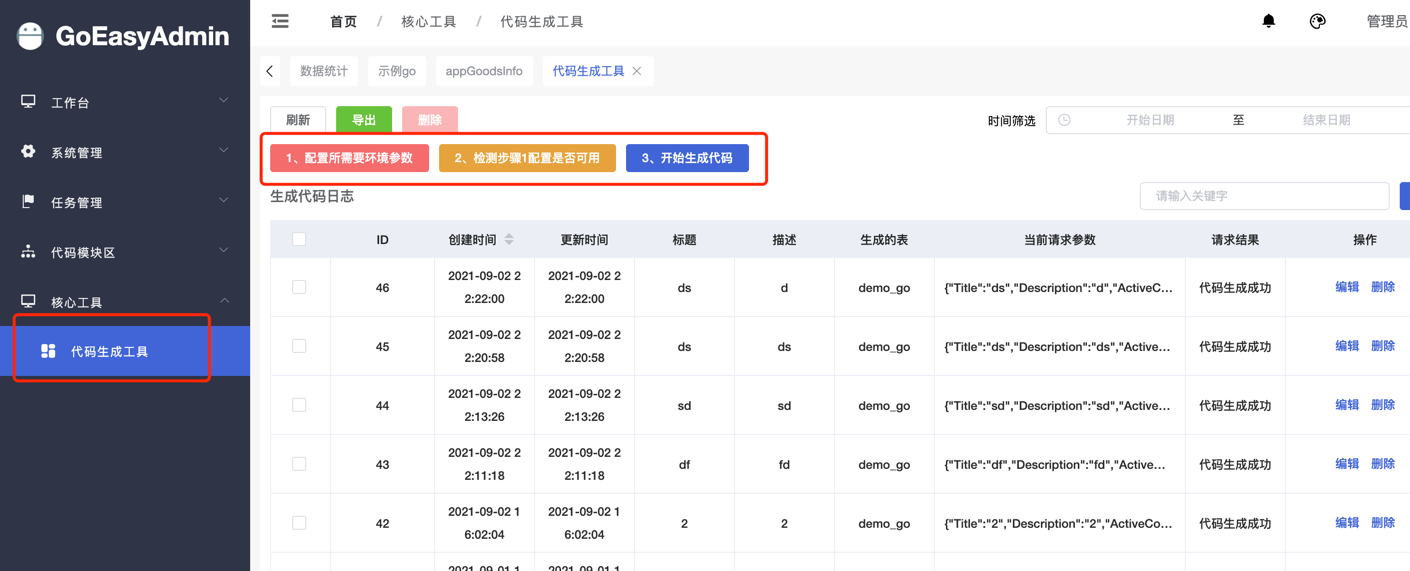 GoEasyAdmin
首页 / 核心工具 / 代码生成工具
管理员
数据统计 示例go appGoodsInfo 代码生成工具
工作台
系统管理
任务管理
代码模块区
核心工具
代码生成工具
刷新 导出 删除
时间筛选 开始日期 至 结束日期
1、配置所需要环境参数 2、检测步骤1配置是否可用 3、开始生成代码
生成代码日志
请输入关键字
ID 创建时间 更新时间 标题 描述 生成的表 当前请求参数 请求结果 操作
46 2021-09-02 22:22:00 2021-09-02 22:22:00 ds d demo_go {"Title":"ds","Description":"d","ActiveC... 代码生成成功 编辑 删除
45 2021-09-02 22:20:58 2021-09-02 22:20:58 ds ds demo_go {"Title":"ds","Description":"ds","Active... 代码生成成功 编辑 删除
44 2021-09-02 22:13:26 2021-09-02 22:13:26 sd sd demo_go {"Title":"sd","Description":"sd","Active... 代码生成成功 编辑 删除
43 2021-09-02 22:11:18 2021-09-02 22:11:18 df fd demo_go {"Title":"df","Description":"fd","Active... 代码生成成功 编辑 删除
42 2021-09-02 16:02:04 2021-09-02 16:02:04 2 2 demo_go {"Title":"2","Description":"2","ActiveCo... 代码生成成功 编辑 删除
2021-09-01 1 2021-09-01 1